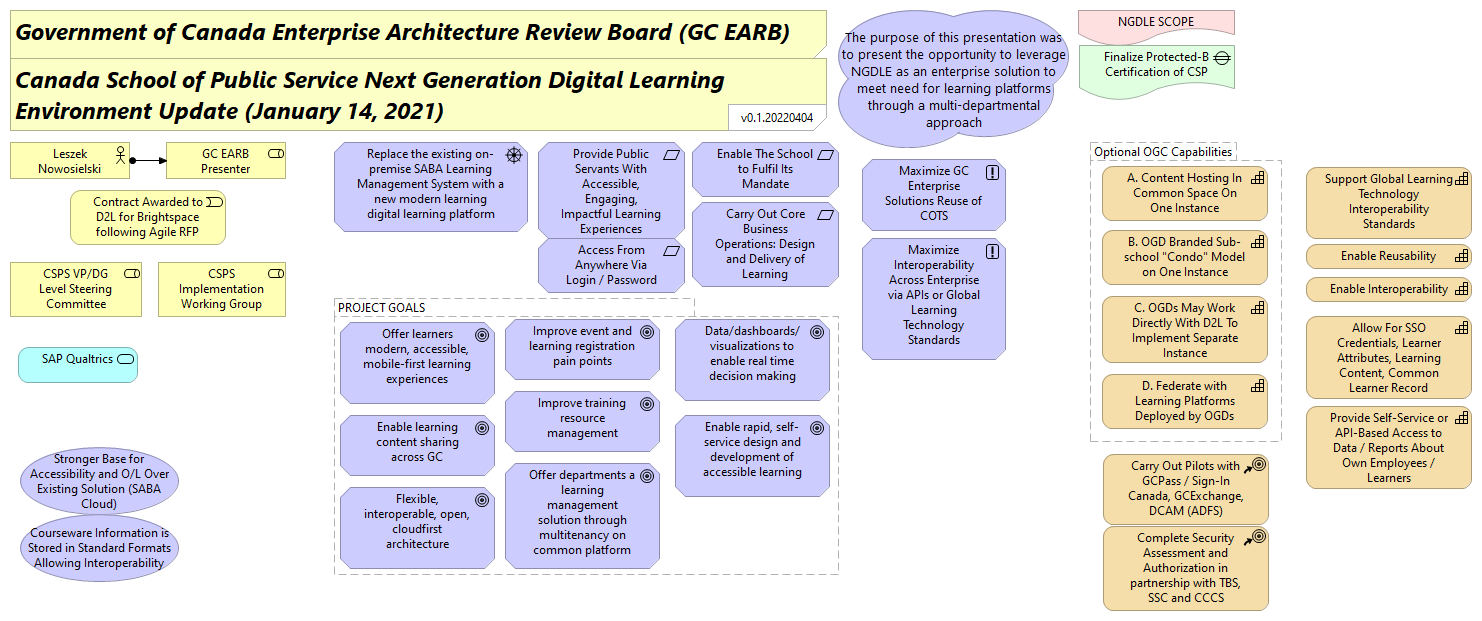 Government of Canada Enterprise Architecture Review Board (GC EARB)
Canada School of Public Service Next Generation Digital Learning
Environment Update (January 14, 2021)
v0.1.20220404
The purpose of this presentation was
to present the opportunity to leverage
NGDLE as an enterprise solution to
meet need for learning platforms
through a multi-departmental
approach
NGDLE SCOPE
Finalize Protected-B
Certification of CSP
Leszek
Nowosielski
GC EARB
Presenter
Contract Awarded to
D2L for Brightspace
following Agile RFP
CSPS VP/DG
Level Steering
Committee
CSPS
Implementation
Working Group
SAP Qualtrics
Stronger Base for
Accessibility and O/L Over
Existing Solution (SABA
Cloud)
Courseware Information is
Stored in Standard Formats
Allowing Interoperability
Replace the existing on-
premise SABA Learning
Management System with a
new modern learning
digital learning platform
Provide Public
Servants With
Accessible,
Engaging,
Impactful Learning
Experiences
Access From
Anywhere Via
Login / Password
Enable The School
to Fulfil Its
Mandate
Carry Out Core
Business
Operations: Design
and Delivery of
Learning
Maximize GC
Enterprise
Solutions Reuse of
COTS
Maximize
Interoperability
Across Enterprise
via APIs or Global
Learning
Technology
Standards
PROJECT GOALS
Offer learners
modern, accessible,
mobile-first learning
experiences
Enable learning
content sharing
across GC
Flexible,
interoperable, open,
cloudfirst
architecture
Improve event and
learning registration
pain points
Improve training
resource
management
Offer departments a
learning
management
solution through
multitenancy on
common platform
Data/dashboards/
visualizations to
enable real time
decision making
Enable rapid, self-
service design and
development of
accessible learning
Optional OGC Capabilities
A. Content Hosting In
Common Space On
One Instance
B. OGD Branded Sub-
school "Condo" Model
on One Instance
C. OGDs May Work
Directly With D2L To
Implement Separate
Instance
D. Federate with
Learning Platforms
Deployed by OGDs
Carry Out Pilots with
GCPass / Sign-In
Canada, GCExchange,
DCAM (ADFS)
Complete Security
Assessment and
Authorization in
partnership with TBS,
SSC and CCCS
Support Global Learning
Technology
Interoperability
Standards
Enable Reusability
Enable Interoperability
Allow For SSO
Credentials, Learner
Attributes, Learning
Content, Common
Learner Record
Provide Self-Service or
API-Based Access to
Data / Reports About
Own Employees /
Learners